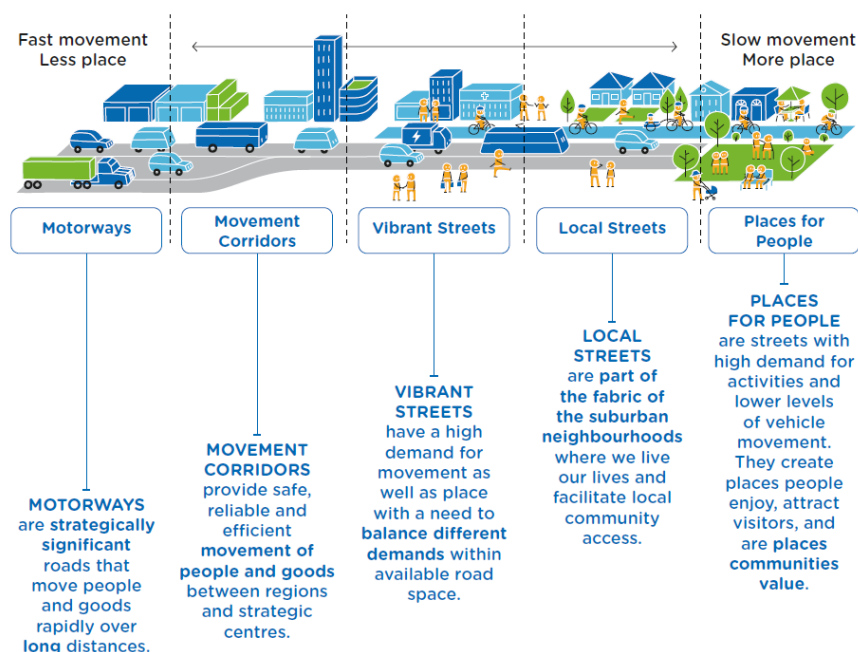 Fast movement
Less place
Slow movement
More place
Motorways
Movement
Corridors
Vibrant Streets
Local Streets
Places for
People
MOTORWAYS
are strategically
significant
roads that
move people
and goods
rapidly over
long distances.
MOVEMENT
CORRIDORS
provide safe,
reliable and
efficient
movement of
people and goods
between regions
and strategic
centres.
VIBRANT
STREETS
have a high
demand for
movement as
well as place
with a need to
balance different
demands within
available road
space.
LOCAL
STREETS
are part of
the fabric of
the suburban
neighbourhoods
where we live
our lives and
facilitate local
community
access.
PLACES
FOR PEOPLE
are streets with
high demand for
activities and
lower levels
of vehicle
movement.
They create
places people
enjoy, attract
visitors, and
are places
communities
value.